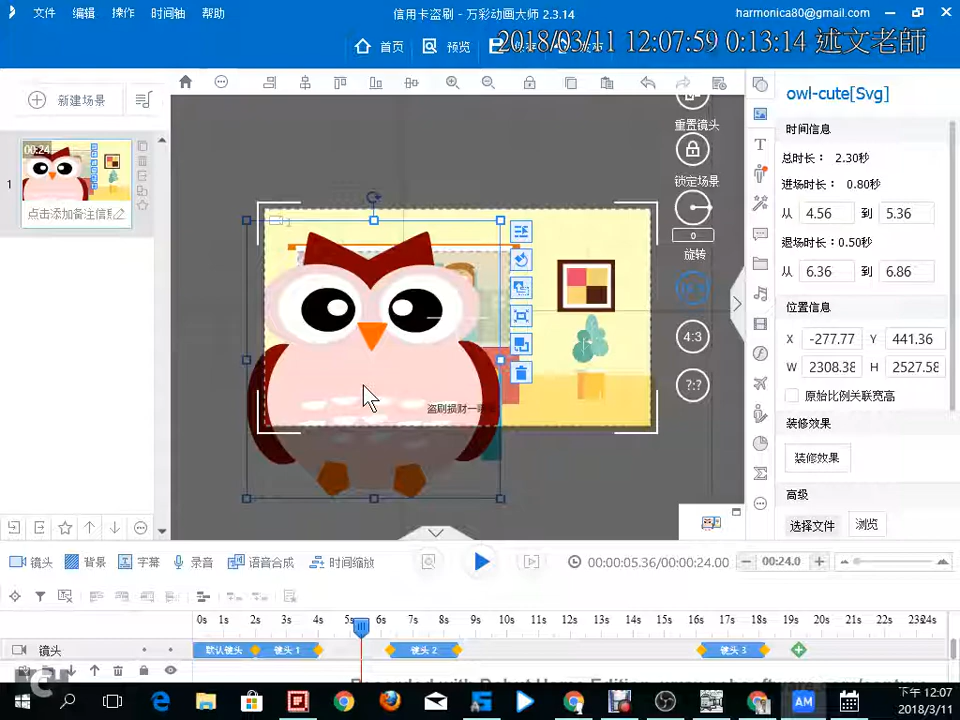 文件 编辑 操作 时间轴 帮助
信用卡盗刷 - 万彩动画大师 2.3.14
harmonica80@gmail.com
首页 预览
2018/03/11 12:07:59 0:13:14 述文老師
新建场景
owl-cute[Svg]
时间信息
总时长： 2.30秒
进场时长： 0.80秒
从 4.56 到 5.36
退场时长：0.50秒
从 6.36 到 6.86
位置信息
X -277.77 Y 441.36
W 2308.38 H 2527.58
原始比例关联宽高
装修效果
装修效果
高级
选择文件 浏览
重置镜头
锁定场景
0
旋转
4:3
?:?
1
00:24
点击添加备注信息
1
盗刷损财一
镜头 背景 字幕 录音 语音合成 时间缩放
00:00:05.36/00:00:24.00
00:24.0
0s 1s 2s 3s 4s 5s 6s 7s 8s 9s 10s 11s 12s 13s 14s 15s 16s 17s 18s 19s 20s 21s 22s 23s 24s
镜头 默认镜头 镜头 1 镜头 2 镜头 3
AM
下午 12:07
2018/3/11